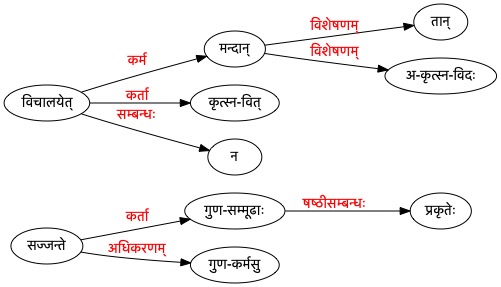 विशेषणम्
तान्
कर्म
मन्दान्
विशेषणम्
अ-कृत्स्न-विदः
विचालयेत्
कर्ता
कृत्स्न-वित्
सम्बन्धः
न
कर्ता
गुण-सम्मूढाः
षष्ठीसम्बन्धः
प्रकृतेः
सज्जन्ते
अधिकरणम्
गुण-कर्मसु